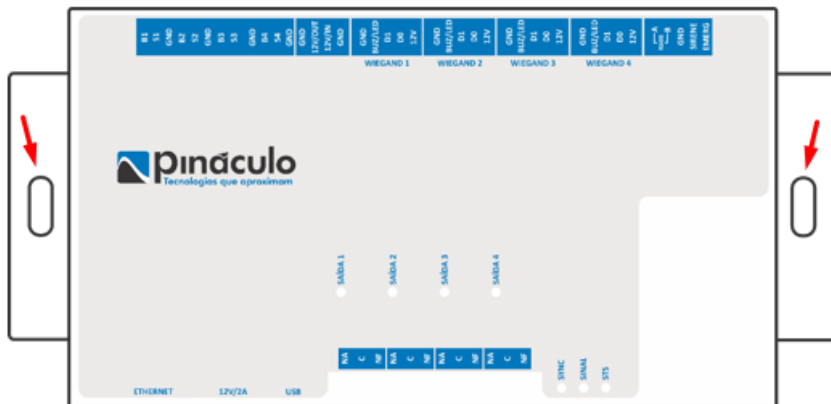 B1 S1 GND B2 S2 GND B3 S3 GND B4 S4 GND GND 12V/OUT 12V/IN GND GND BUZ/LED D1 D0 12V GND BUZ/LED D1 D0 12V GND BUZ/LED D1 D0 12V GND BUZ/LED D1 D0 12V A RS485 B GND SIRENE EMERG
WIEGAND 1 WIEGAND 2 WIEGAND 3 WIEGAND 4
Pináculo
Tecnologias que aproximam
SAÍDA 1 SAÍDA 2 SAÍDA 3 SAÍDA 4
NA C NF NA C NF NA C NF NA C NF
SYNC SINAL STS
ETHERNET 12V/2A USB